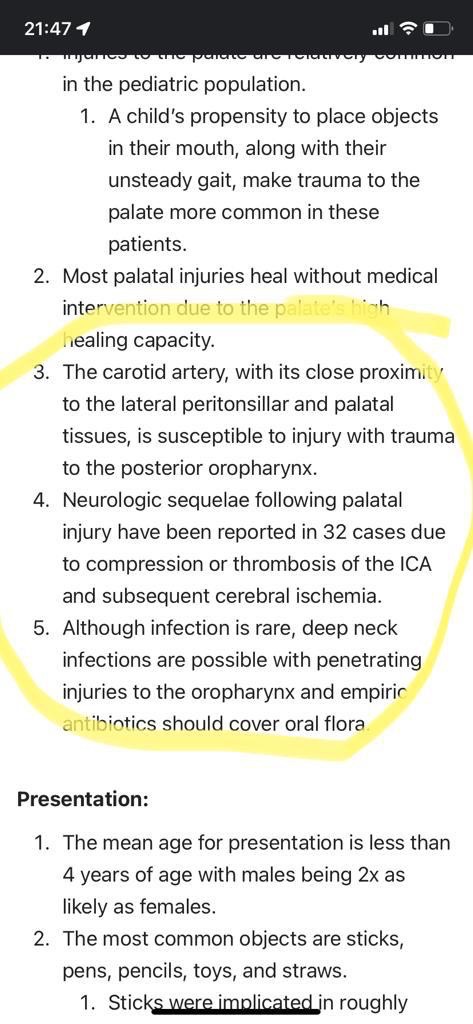 21:47
1. Injuries to the palate are relatively common
in the pediatric population.
1. A child's propensity to place objects
in their mouth, along with their
unsteady gait, make trauma to the
palate more common in these
patients.
2. Most palatal injuries heal without medical
intervention due to the palate's high
healing capacity.
3. The carotid artery, with its close proximity
to the lateral peritonsillar and palatal
tissues, is susceptible to injury with trauma
to the posterior oropharynx.
4. Neurologic sequelae following palatal
injury have been reported in 32 cases due
to compression or thrombosis of the ICA
and subsequent cerebral ischemia.
5. Although infection is rare, deep neck
infections are possible with penetrating
injuries to the oropharynx and empiric
antibiotics should cover oral flora.
Presentation:
1. The mean age for presentation is less than
4 years of age with males being 2x as
likely as females.
2. The most common objects are sticks,
pens, pencils, toys, and straws.
1. Sticks were implicated in roughly